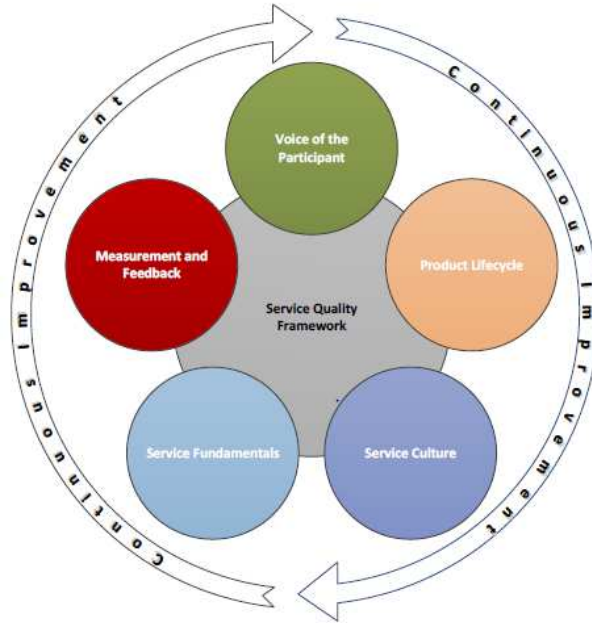 Continuous Improvement
Continuous Improvement
Voice of the
Participant
Measurement and
Feedback
Product Lifecycle
Service Quality
Framework
Service Fundamentals
Service Culture